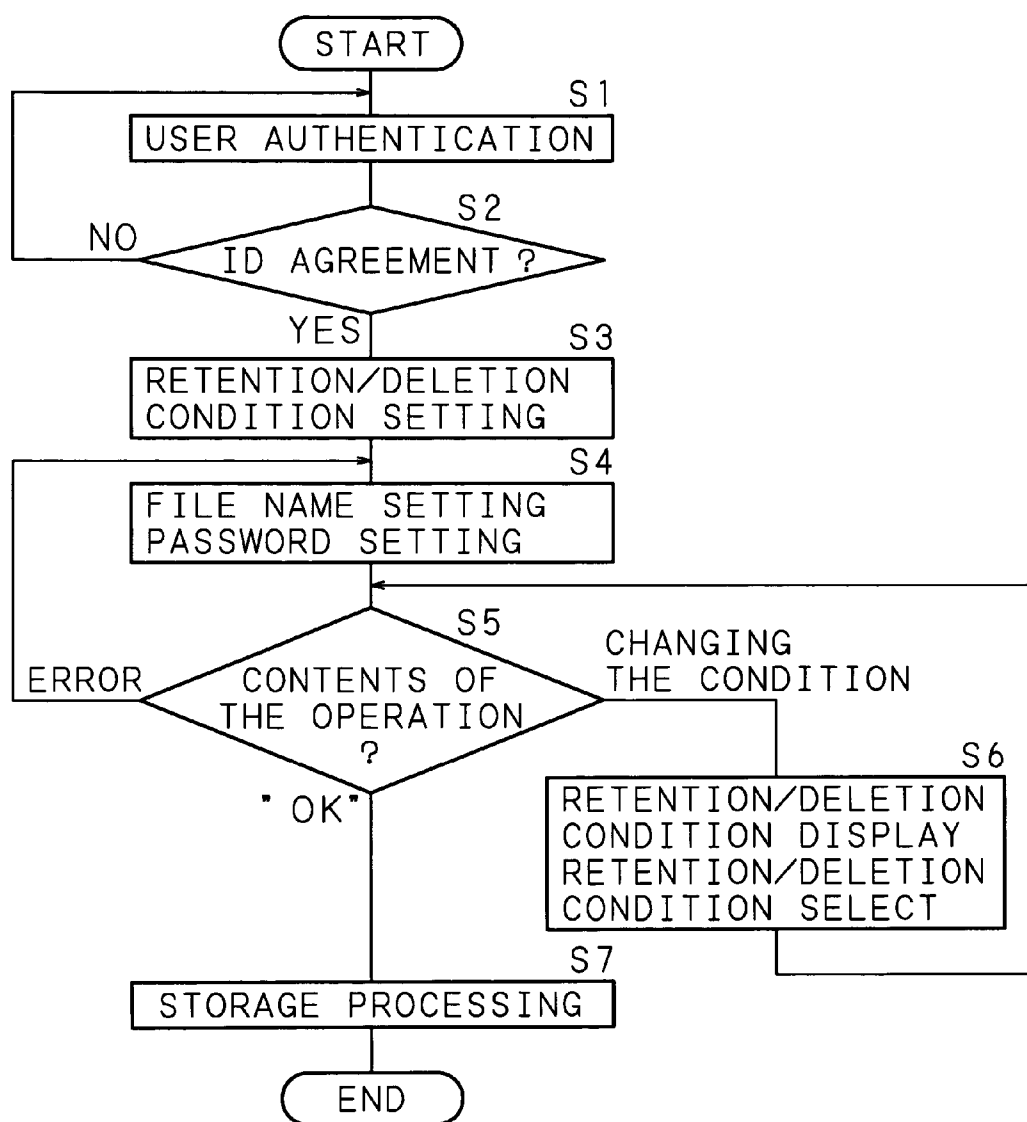 START
S1
USER AUTHENTICATION
S2
NO
ID AGREEMENT ?
YES
S3
RETENTION/DELETION
CONDITION SETTING
S4
FILE NAME SETTING
PASSWORD SETTING
S5
CHANGING
THE CONDITION
ERROR
CONTENTS OF
THE OPERATION
?
"OK"
S6
RETENTION/DELETION
CONDITION DISPLAY
RETENTION/DELETION
CONDITION SELECT
S7
STORAGE PROCESSING
END